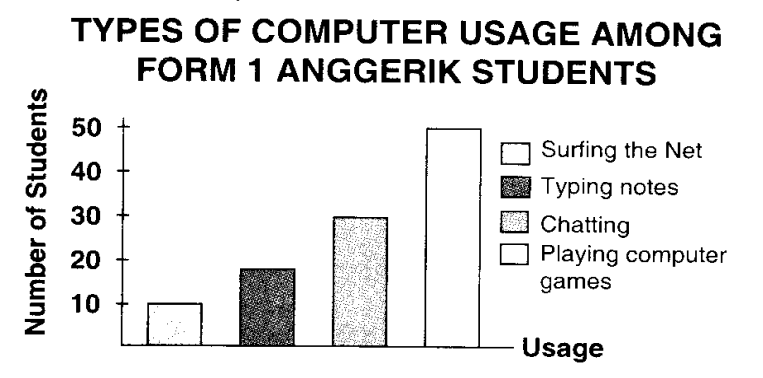 TYPES OF COMPUTER USAGE AMONG
FORM 1 ANGGERIK STUDENTS
Number of Students
50
40
30
20
10
Surfing the Net
Typing notes
Chatting
Playing computer
games
Usage